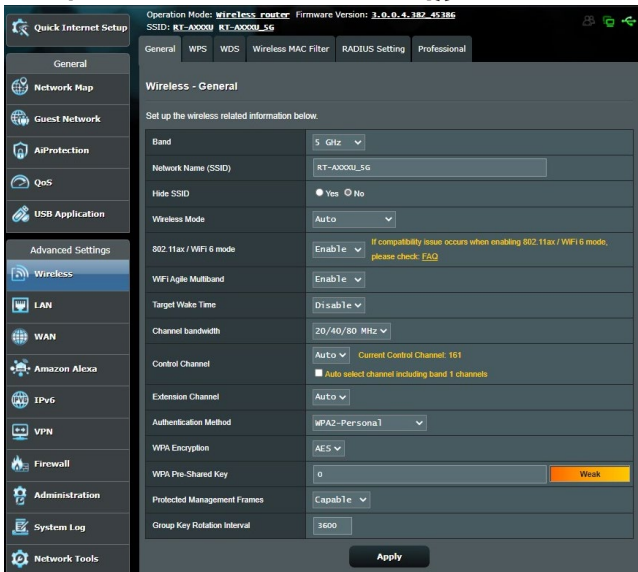 Quick Internet Setup
General
Network Map
Guest Network
AiProtection
QoS
USB Application
Advanced Settings
Wireless
LAN
WAN
Amazon Alexa
IPv6
VPN
Firewall
Administration
System Log
Network Tools
Operation Mode: Wireless router Firmware Version: 3.0.0.4.382_45386
SSID: RT-AXXXU RT-AXXXU_5G
General WPS WDS Wireless MAC Filter RADIUS Setting Professional
Wireless - General
Set up the wireless related information below.
Band 5 GHz
Network Name (SSID) RT-AXXXU_5G
Hide SSID Yes No
Wireless Mode Auto
802.11ax / WiFi 6 mode Enable If compatibility issue occurs when enabling 802.11ax / WiFi 6 mode,
please check: FAQ
WiFi Agile Multiband Enable
Target Wake Time Disable
Channel bandwidth 20/40/80 MHz
Control Channel Auto Current Control Channel: 161
Auto select channel including band 1 channels
Extension Channel Auto
Authentication Method WPA2-Personal
WPA Encryption AES
WPA Pre-Shared Key 0 Weak
Protected Management Frames Capable
Group Key Rotation Interval 3600
Apply